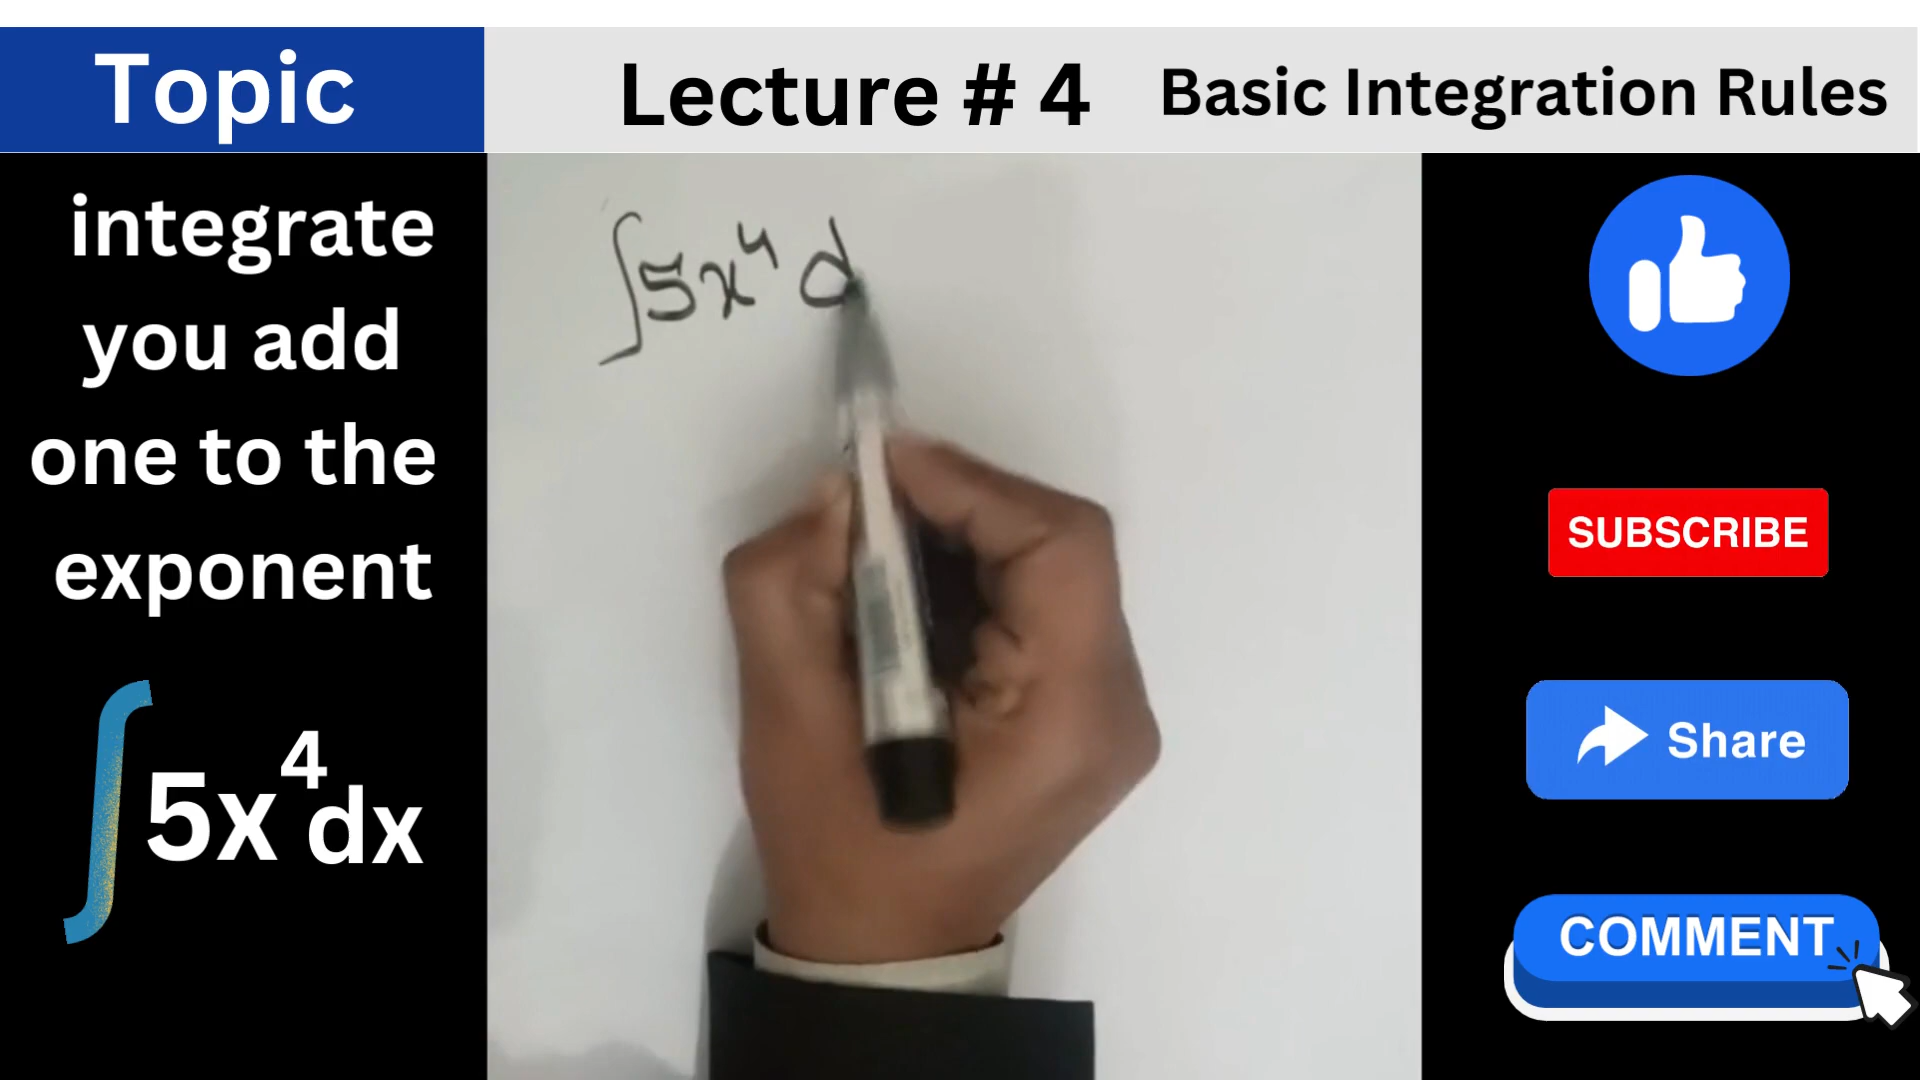 Topic
Lecture # 4
Basic Integration Rules
integrate
you add
one to the
exponent
∫5x⁴dx
∫5x⁴ d
SUBSCRIBE
Share
COMMENT